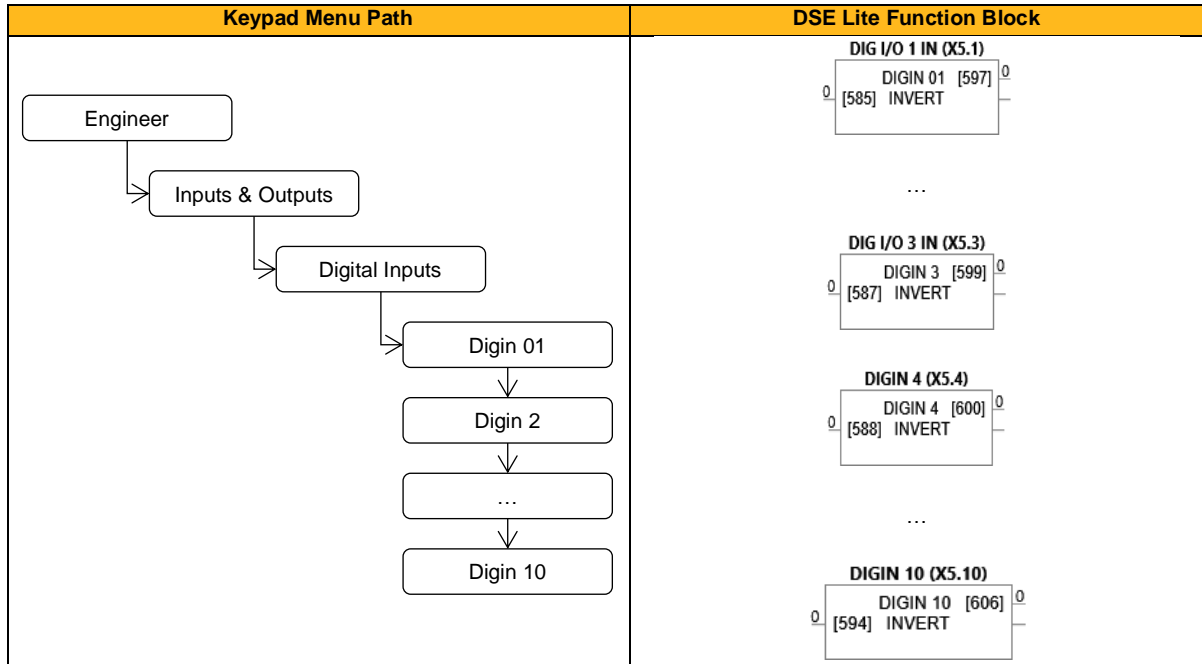 Keypad Menu Path
DSE Lite Function Block
Engineer
Inputs & Outputs
Digital Inputs
Digin 01
Digin 2
...
Digin 10
DIG I/O 1 IN (X5.1)
DIGIN 01 [597] 0
0 [585] INVERT
...
DIG I/O 3 IN (X5.3)
DIGIN 3 [599] 0
0 [587] INVERT
DIGIN 4 (X5.4)
DIGIN 4 [600] 0
0 [588] INVERT
...
DIGIN 10 (X5.10)
DIGIN 10 [606] 0
0 [594] INVERT